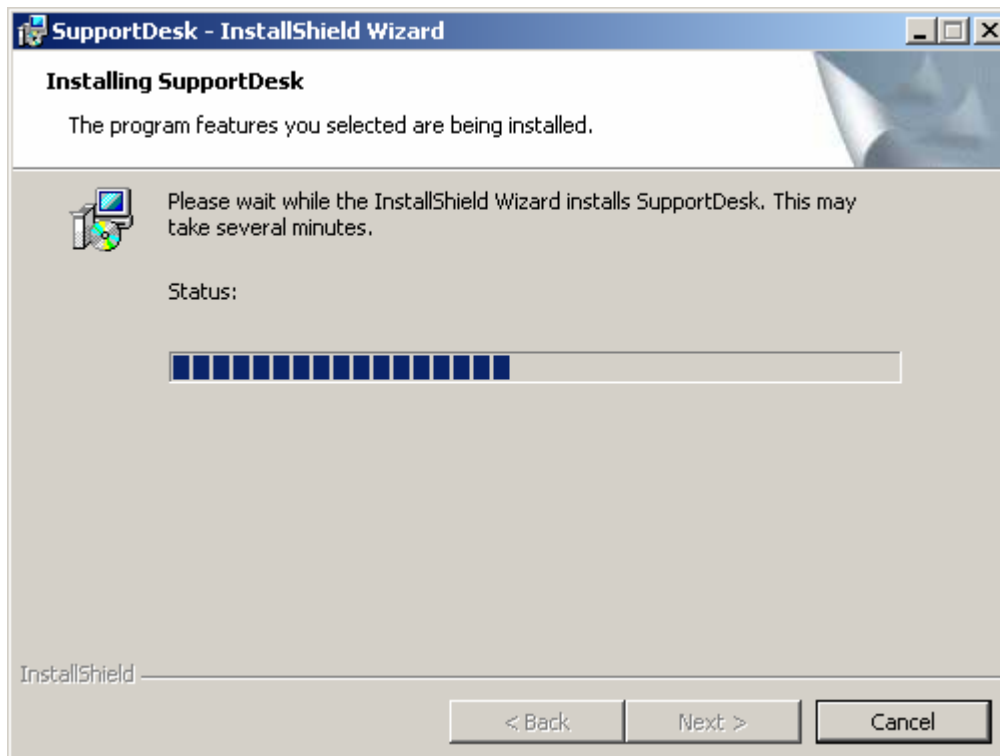 SupportDesk - InstallShield Wizard
Installing SupportDesk
The program features you selected are being installed.
Please wait while the InstallShield Wizard installs SupportDesk. This may
take several minutes.
Status:
InstallShield
< Back
Next >
Cancel